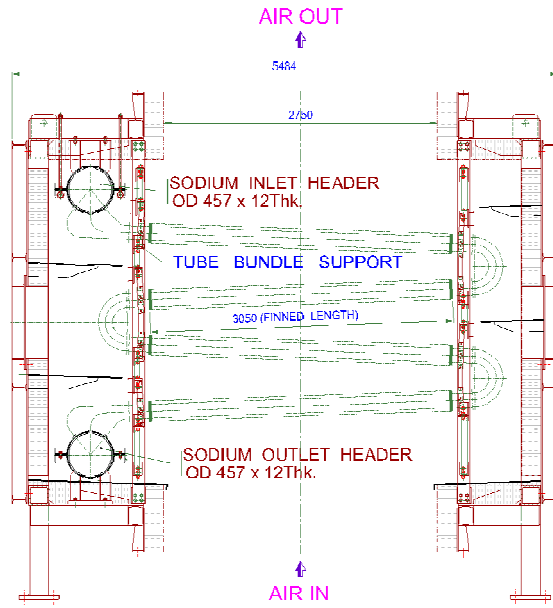 AIR OUT
5484
2750
SODIUM INLET HEADER
OD 457 x 12Thk.
TUBE BUNDLE SUPPORT
3050 (FINNED LENGTH)
SODIUM OUTLET HEADER
OD 457 x 12Thk.
AIR IN